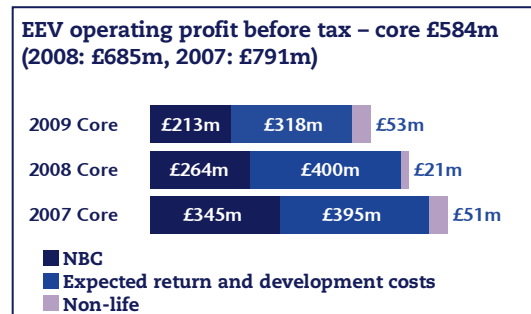 EEV operating profit before tax – core £584m
(2008: £685m, 2007: £791m)
2009 Core £213m £318m £53m
2008 Core £264m £400m £21m
2007 Core £345m £395m £51m
NBC
Expected return and development costs
Non-life